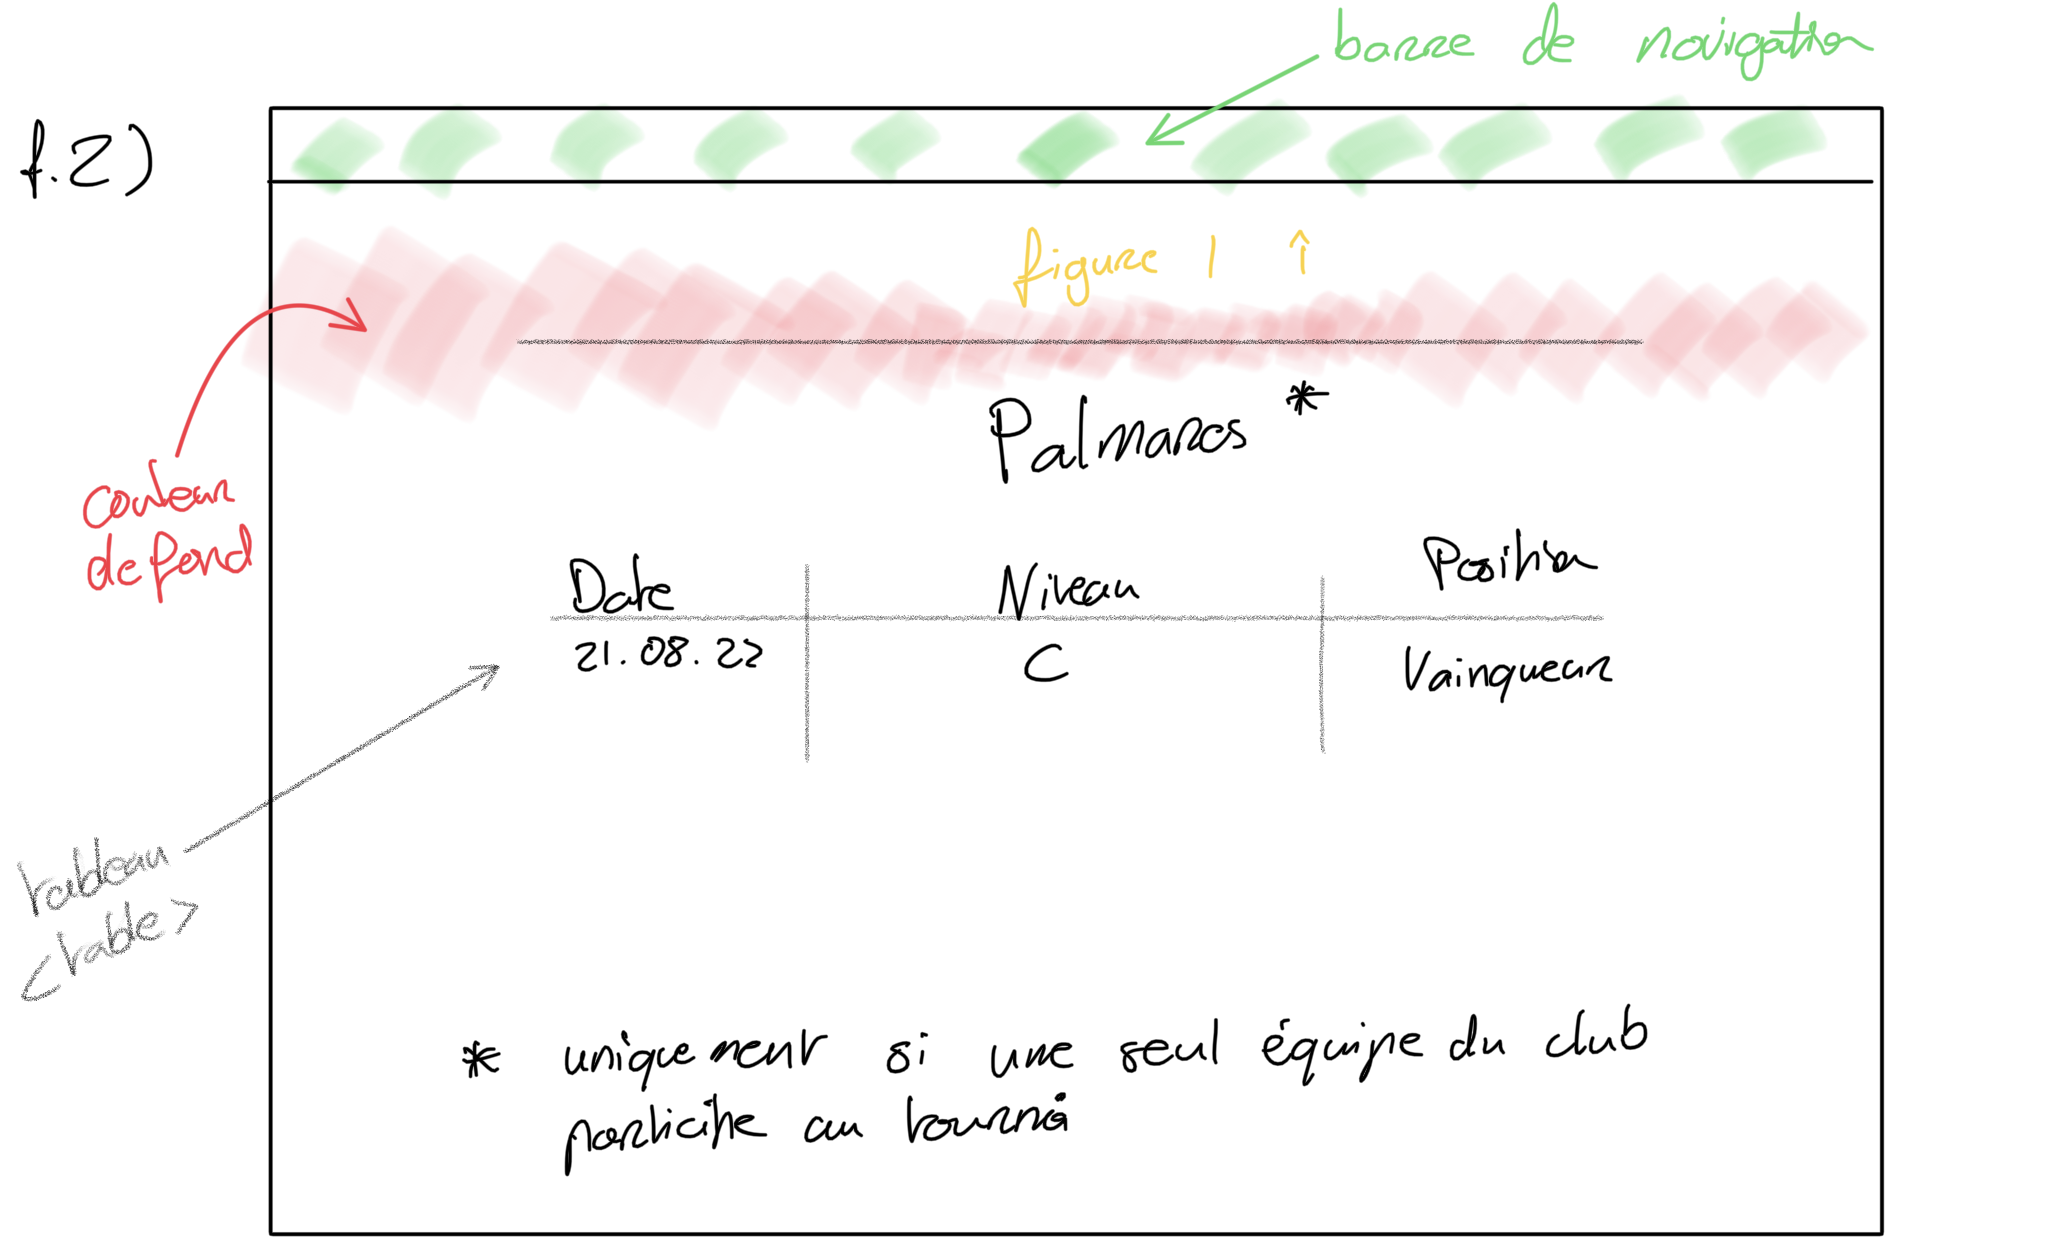 barre de navigation
f.2)
figure 1 ↑
Palmares *
couleur
de fond
Date Niveau Position
21.08.22 C Vainqueur
tableau
<table>
* uniquement si une seul équipe du club
participe au tournoi